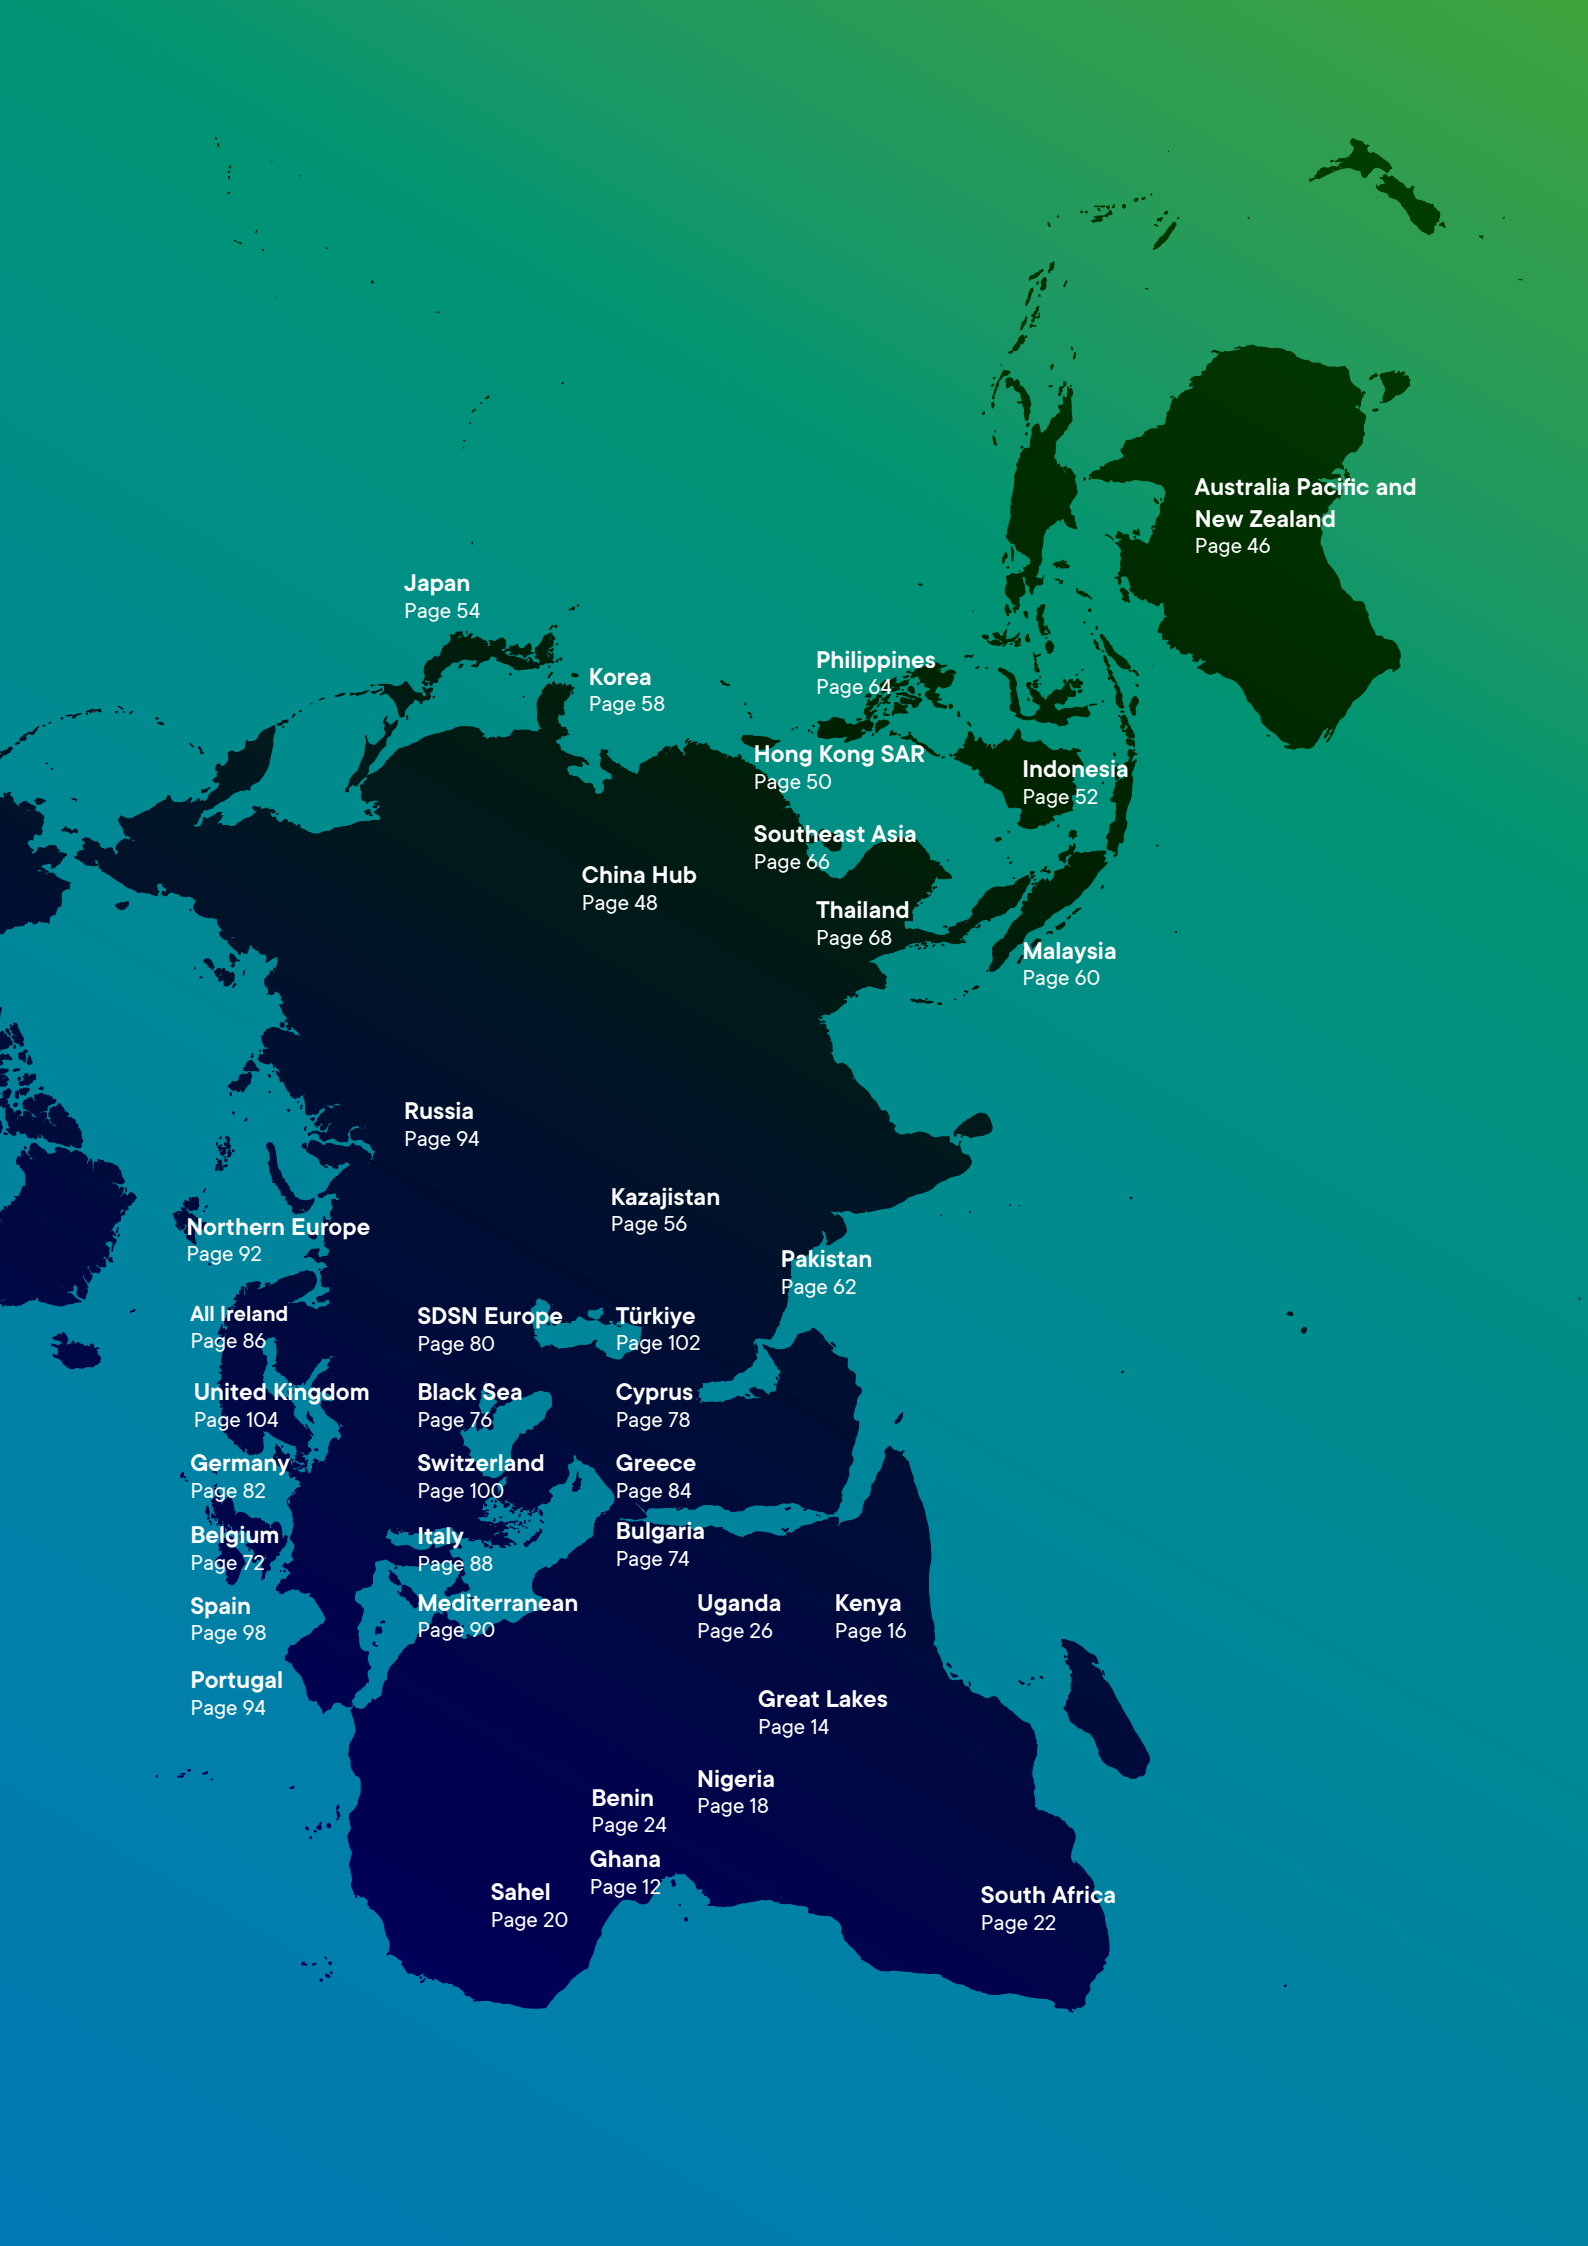 Australia Pacific and
New Zealand
Page 46
Japan
Page 54
Korea
Page 58
Philippines
Page 64
Hong Kong SAR
Page 50
Indonesia
Page 52
Southeast Asia
Page 66
China Hub
Page 48
Thailand
Page 68
Malaysia
Page 60
Russia
Page 94
Kazajistan
Page 56
Northern Europe
Page 92
Pakistan
Page 62
All Ireland
Page 86
SDSN Europe
Page 80
Türkiye
Page 102
United Kingdom
Page 104
Black Sea
Page 76
Cyprus
Page 78
Germany
Page 82
Switzerland
Page 100
Greece
Page 84
Belgium
Page 72
Italy
Page 88
Bulgaria
Page 74
Spain
Page 98
Mediterranean
Page 90
Uganda
Page 26
Kenya
Page 16
Portugal
Page 94
Great Lakes
Page 14
Nigeria
Page 18
Benin
Page 24
Ghana
Page 12
Sahel
Page 20
South Africa
Page 22